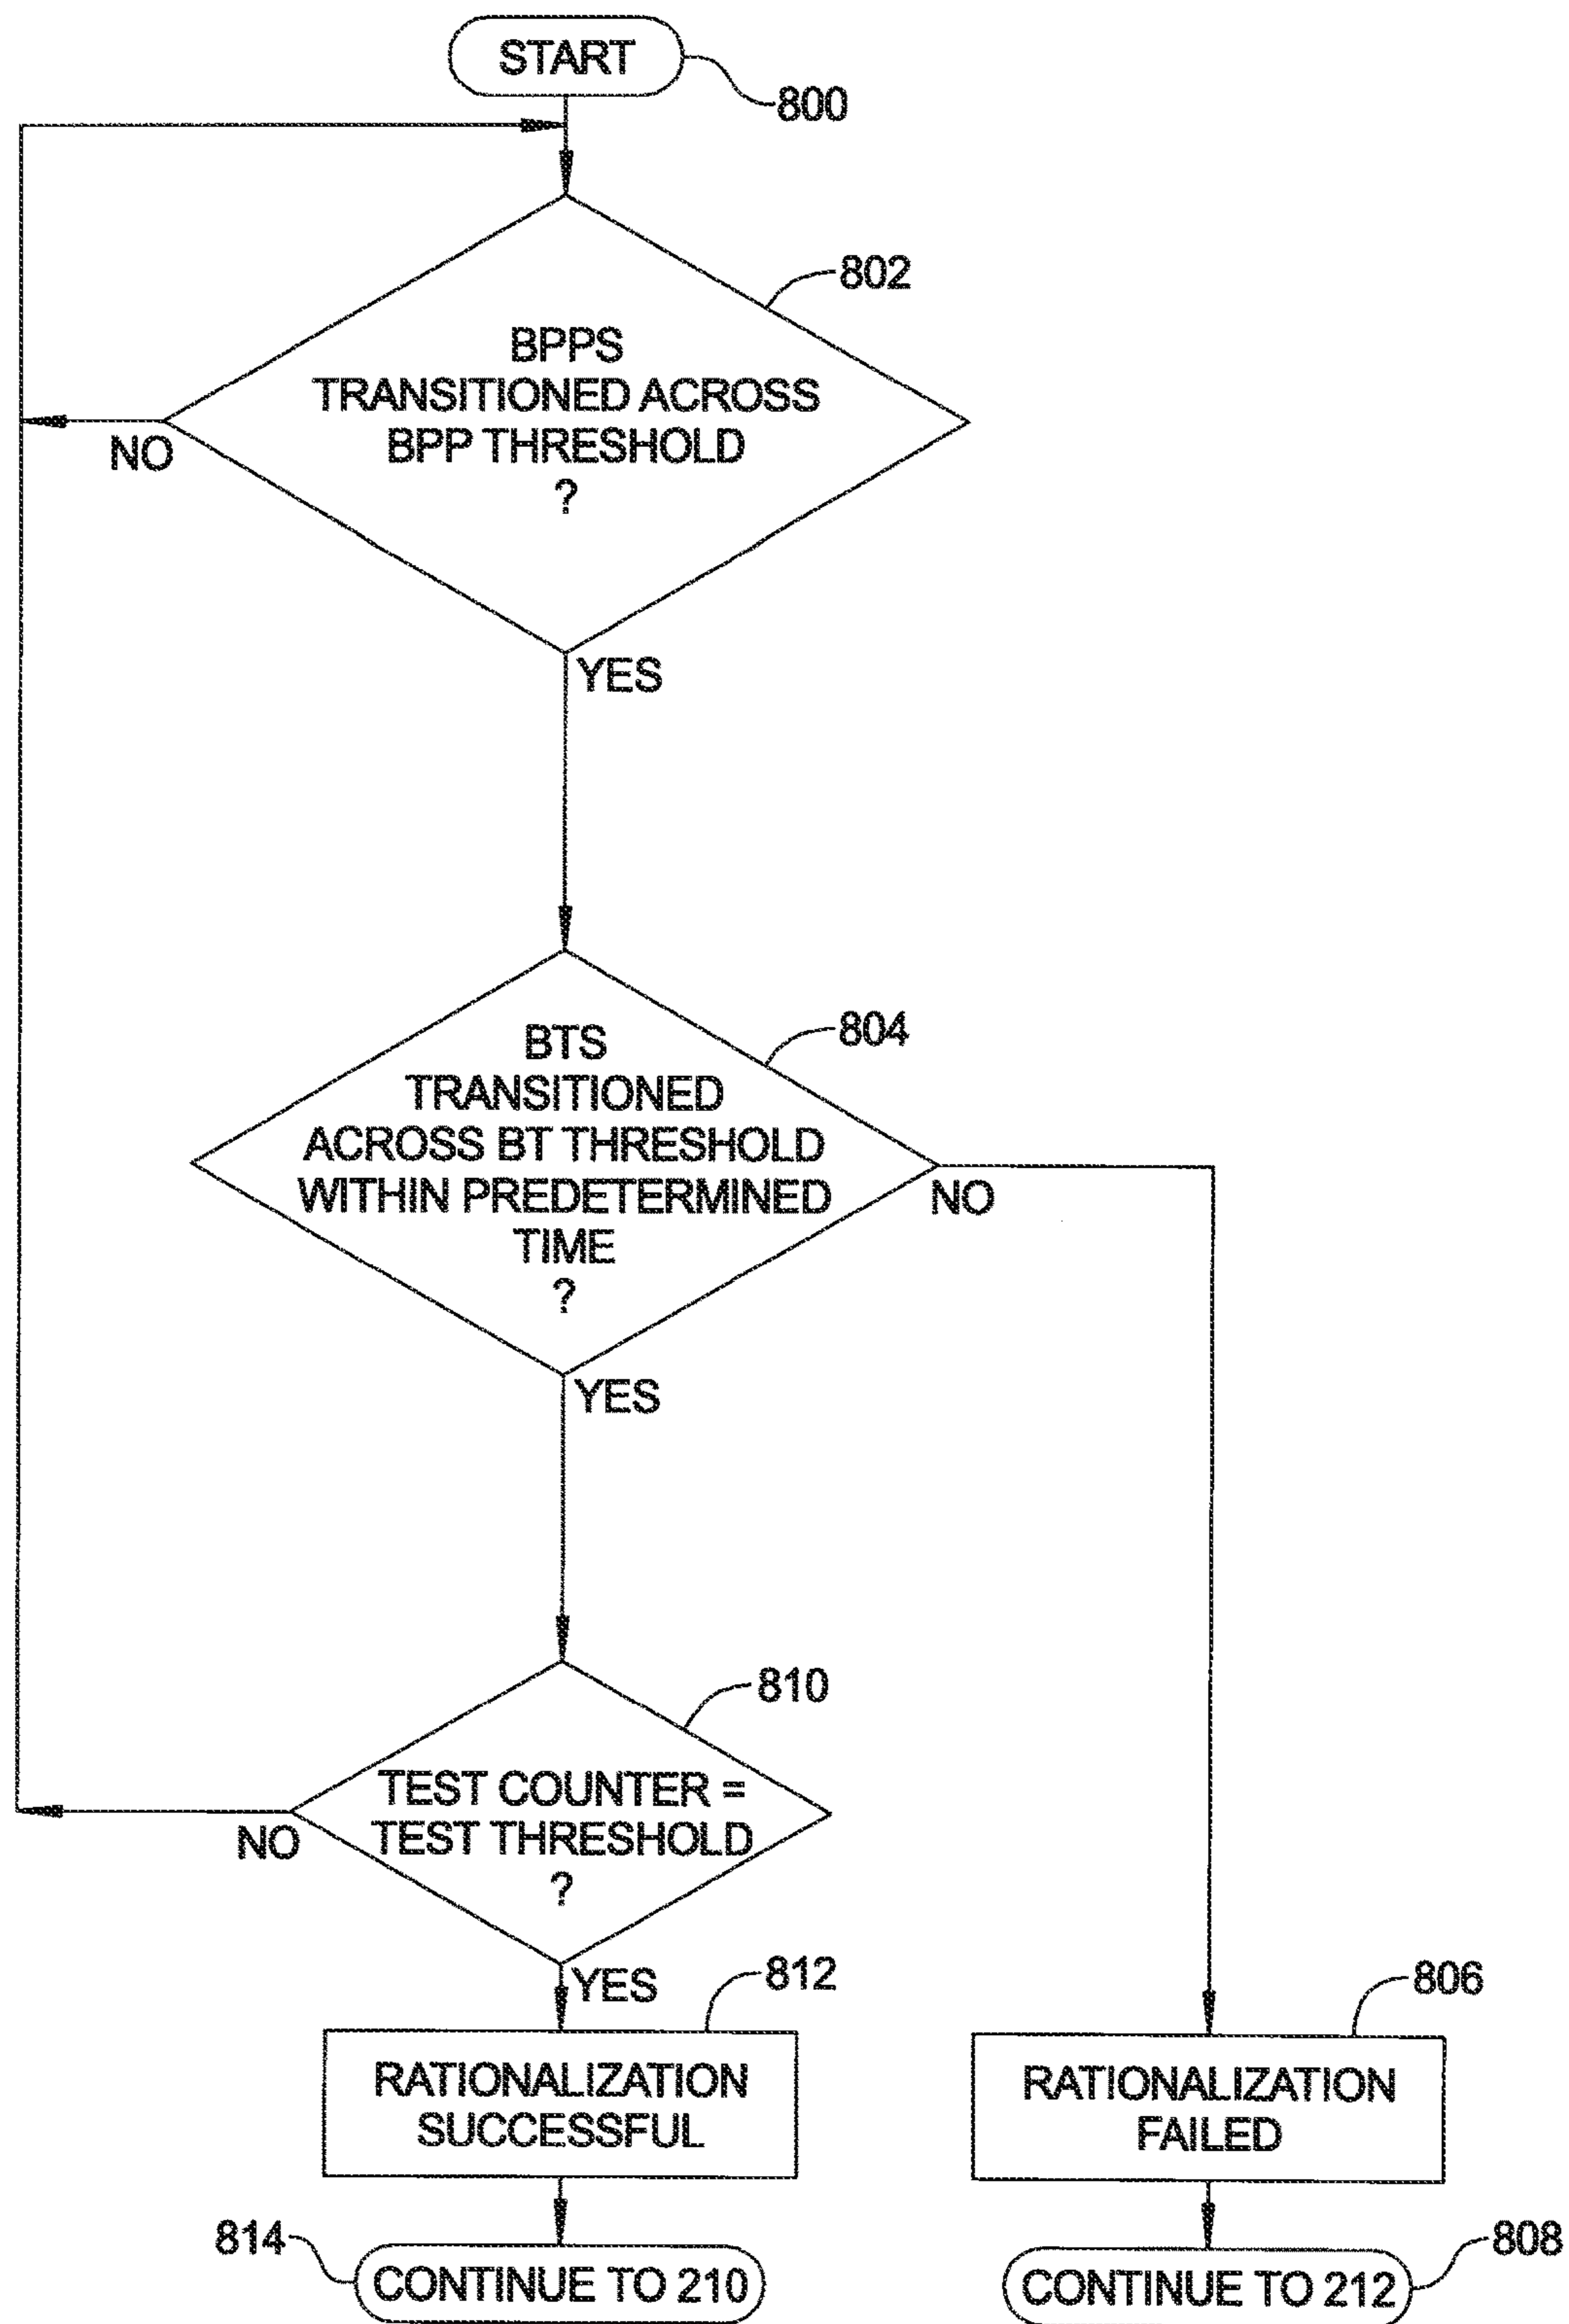 START
800
802
BPPS
TRANSITIONED ACROSS
BPP THRESHOLD
?
NO
YES
804
BTS
TRANSITIONED
ACROSS BT THRESHOLD
WITHIN PREDETERMINED
TIME
?
NO
YES
810
TEST COUNTER =
TEST THRESHOLD
?
NO
YES
812
806
RATIONALIZATION
SUCCESSFUL
RATIONALIZATION
FAILED
814
CONTINUE TO 210
CONTINUE TO 212
808